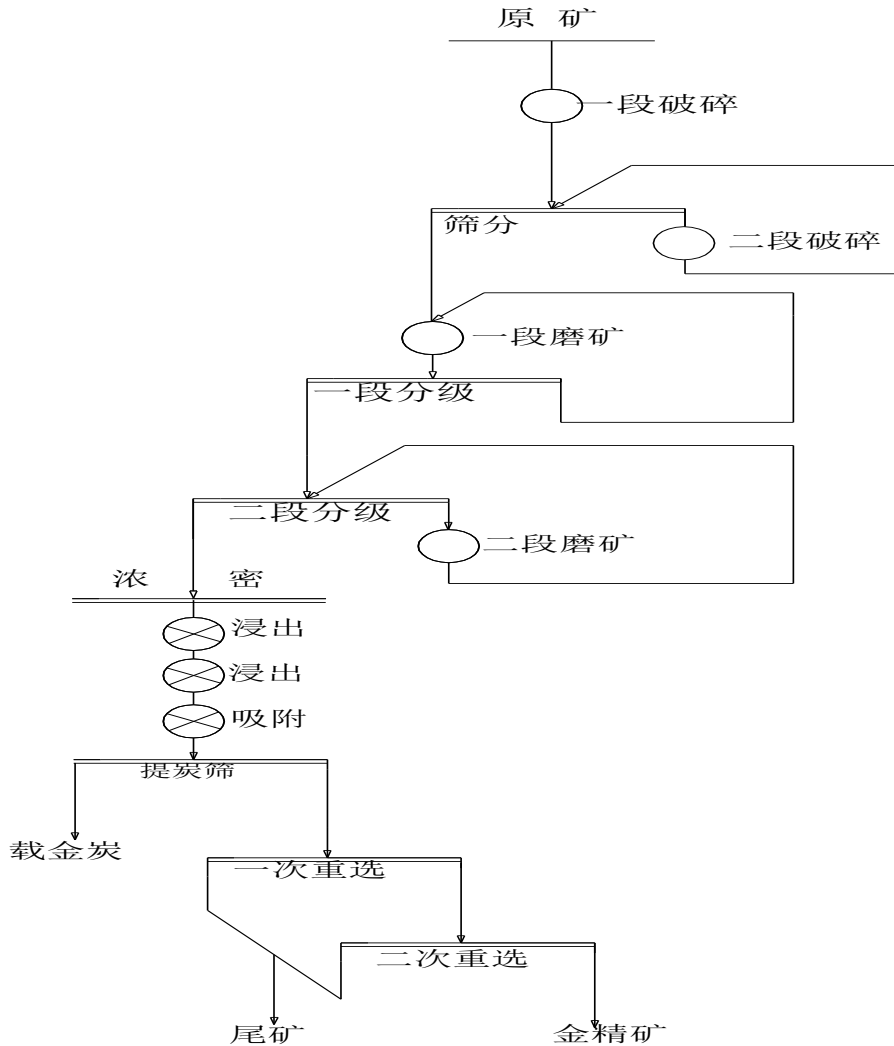 原 矿
一段破碎
筛分
二段破碎
一段磨矿
一段分级
二段分级
二段磨矿
浓 密
浸出
浸出
吸附
提炭筛
载金炭
一次重选
二次重选
尾矿
金精矿